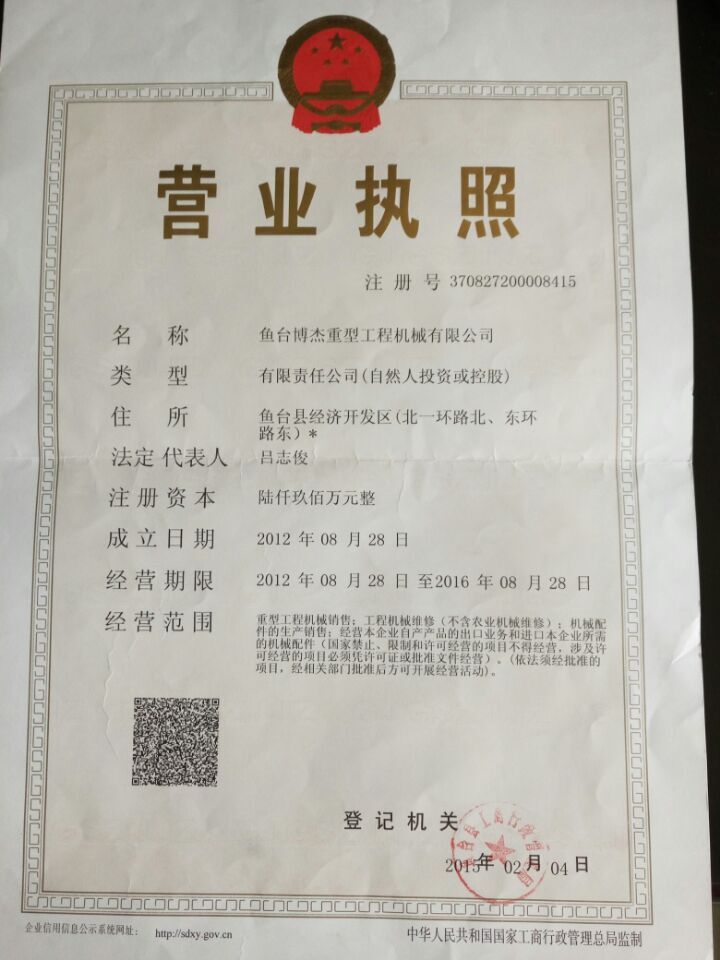 营业执照
注册号 370827200008415
名称 鱼台博杰重型工程机械有限公司
类型 有限责任公司(自然人投资或控股)
住所 鱼台县经济开发区(北一环路北、东环
路东) *
法定代表人 吕志俊
注册资本 陆仟玖佰万元整
成立日期 2012 年 08 月 28 日
经营期限 2012 年 08 月 28 日 至2016 年 08 月 28 日
经营范围 重型工程机械销售; 工程机械维修 (不含农业机械维修) ; 机械配
件的生产销售; 经营本企业自产产品的出口业务和进口本企业所需
的机械配件 (国家禁止、限制和许可经营的项目不得经营, 涉及许
可经营的项目必须凭许可证或批准文件经营) 。(依法须经批准的
项目, 经相关部门批准后方可开展经营活动)。
登记机关
2015年 02 月 04 日
企业信用信息公示系统网址: http://sdxy.gov.cn
中华人民共和国国家工商行政管理总局监制